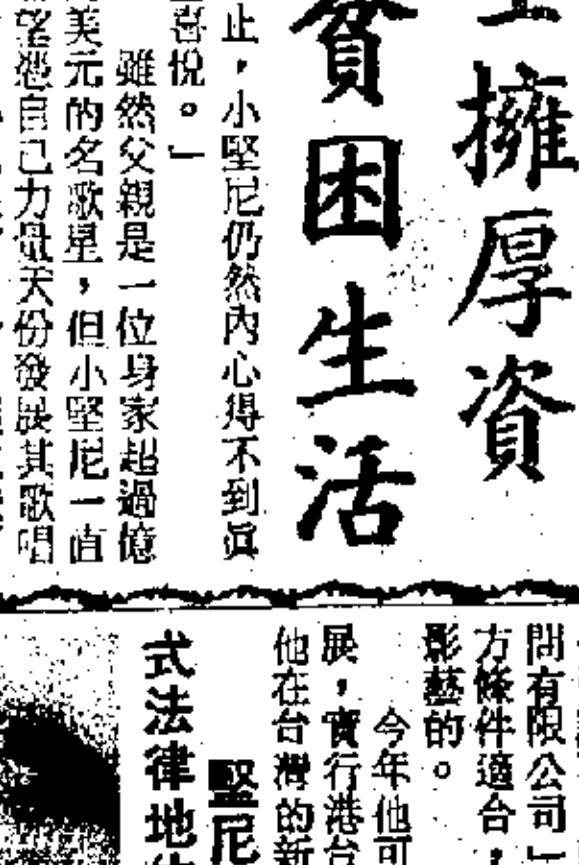 擁厚資
貧困生活
止，小堅尼仍然內心得不到眞
喜悅。」
雖然父親是一位身家超過億
美元的名歌星，但小堅尼一直
望憑自己力量天份發展其歌唱
問有限公司」
方條件適合，
影藝的。
今年他可
展，實行港台
他在台灣的新
堅尼
式法律地